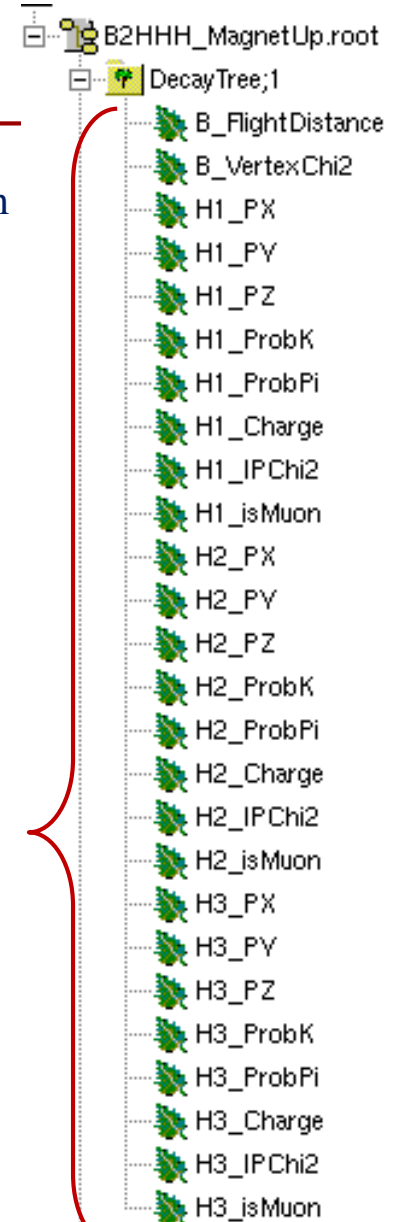 B2HHH_MagnetUp.root
DecayTree;1
B_FlightDistance
B_VertexChi2
H1_PX
H1_PY
H1_PZ
H1_ProbK
H1_ProbPi
H1_Charge
H1_IPChi2
H1_isMuon
H2_PX
H2_PY
H2_PZ
H2_ProbK
H2_ProbPi
H2_Charge
H2_IPChi2
H2_isMuon
H3_PX
H3_PY
H3_PZ
H3_ProbK
H3_ProbPi
H3_Charge
H3_IPChi2
H3_isMuon